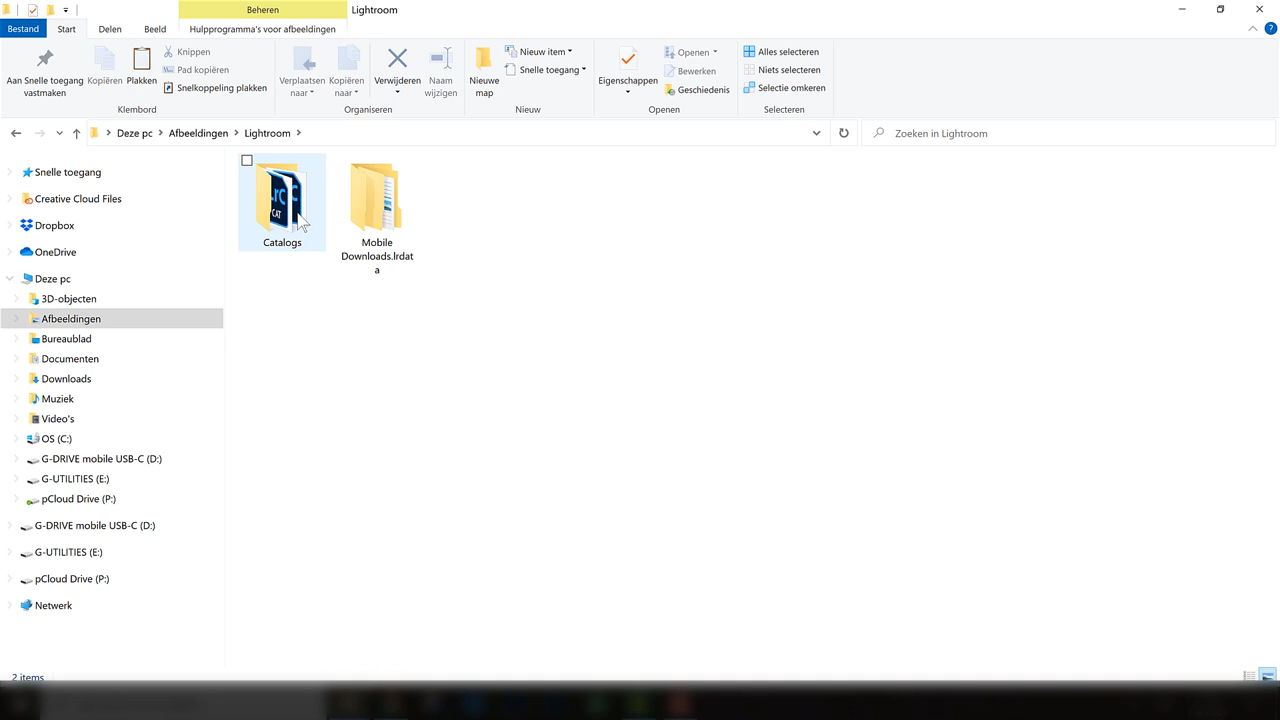 Beheren
Lightroom
Bestand
Start
Delen
Beeld
Hulpprogramma's voor afbeeldingen
Aan Snelle toegang
vastmaken
Kopiëren
Plakken
Knippen
Pad kopiëren
Snelkoppeling plakken
Klembord
Verplaatsen
naar
Kopiëren
naar
Verwijderen
Naam
wijzigen
Organiseren
Nieuwe
map
Nieuw item
Snelle toegang
Nieuw
Eigenschappen
Openen
Bewerken
Geschiedenis
Openen
Alles selecteren
Niets selecteren
Selectie omkeren
Selecteren
Deze pc
Afbeeldingen
Lightroom
Zoeken in Lightroom
Snelle toegang
Creative Cloud Files
Dropbox
OneDrive
Deze pc
3D-objecten
Afbeeldingen
Bureaublad
Documenten
Downloads
Muziek
Video's
OS (C:)
G-DRIVE mobile USB-C (D:)
G-UTILITIES (E:)
pCloud Drive (P:)
G-DRIVE mobile USB-C (D:)
G-UTILITIES (E:)
pCloud Drive (P:)
Netwerk
CAT
Catalogs
Mobile
Downloads.lrdat
a
2 items